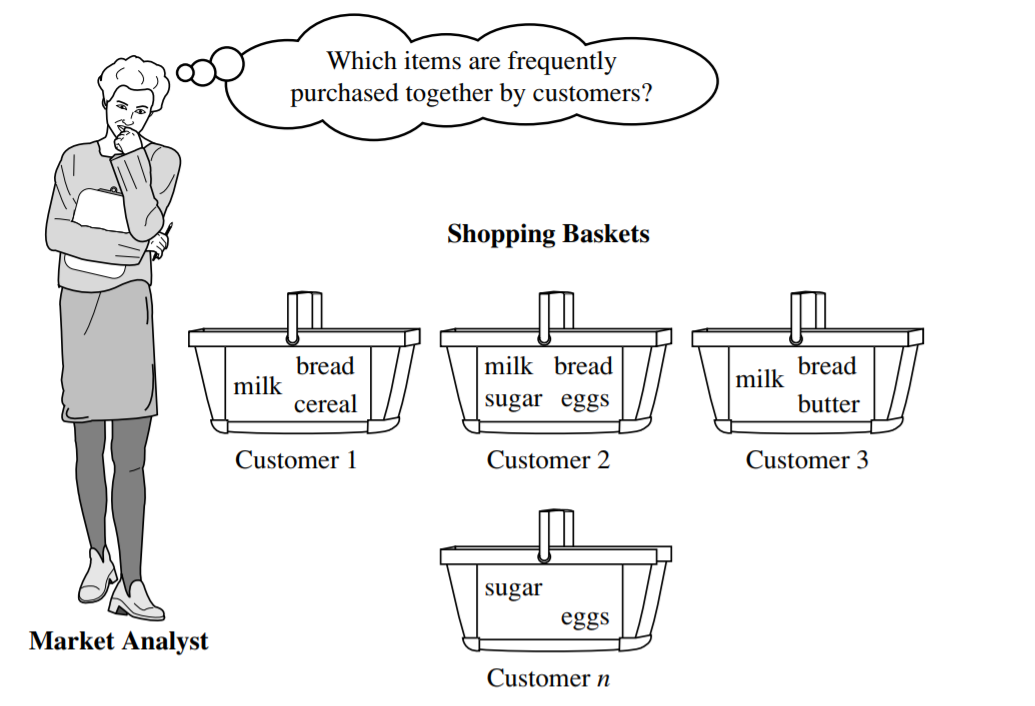 Which items are frequently
purchased together by customers?
Shopping Baskets
milk
bread
cereal
Customer 1
milk bread
sugar eggs
Customer 2
milk
bread
butter
Customer 3
sugar
eggs
Customer n
Market Analyst